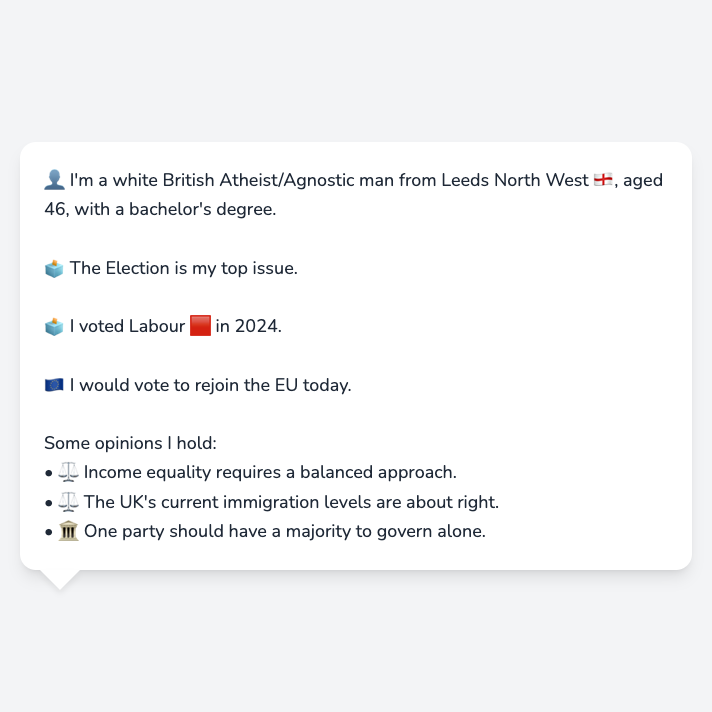 👤 I'm a white British Atheist/Agnostic man from Leeds North West 🏴󠁧󠁢󠁥󠁮󠁧󠁿, aged
46, with a bachelor's degree.
🗳️ The Election is my top issue.
🗳️ I voted Labour 🟥 in 2024.
🇪🇺 I would vote to rejoin the EU today.
Some opinions I hold:
• ⚖️ Income equality requires a balanced approach.
• ⚖️ The UK's current immigration levels are about right.
• 🏛️ One party should have a majority to govern alone.